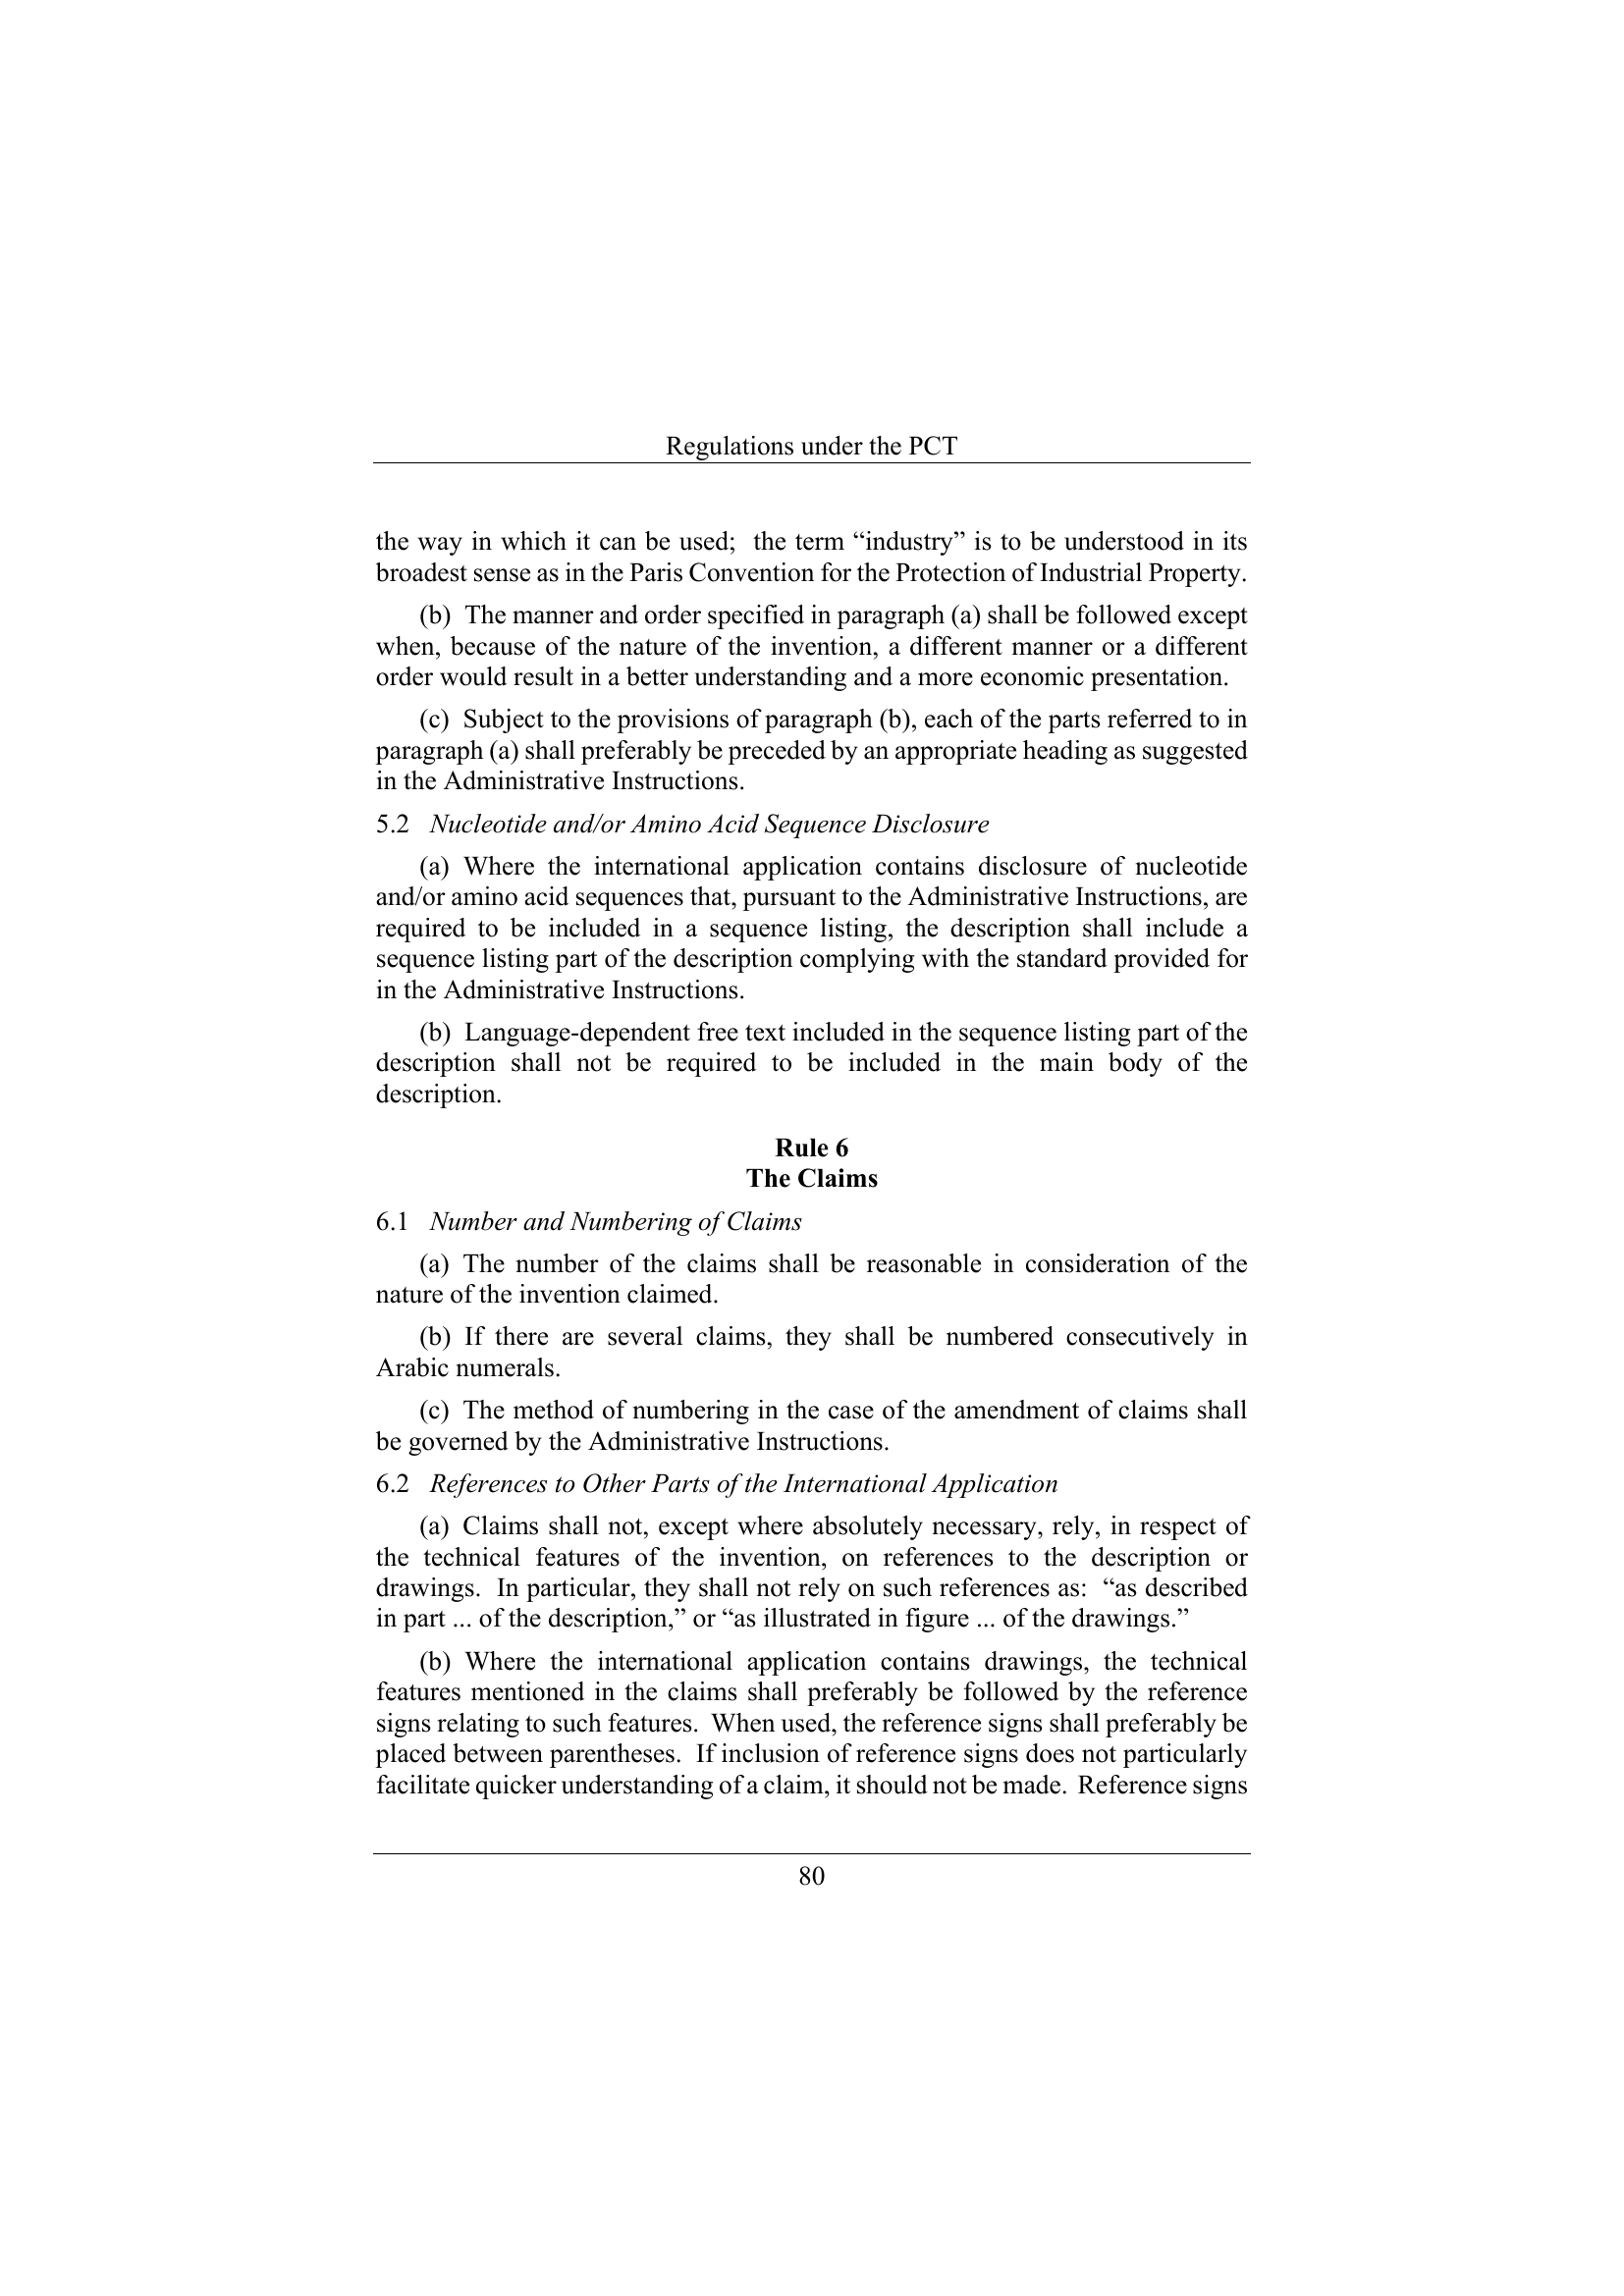 Regulations under the PCT
the way in which it can be used;  the term “industry” is to be understood in its
broadest sense as in the Paris Convention for the Protection of Industrial Property.
(b)  The manner and order specified in paragraph (a) shall be followed except
when, because of the nature of the invention, a different manner or a different
order would result in a better understanding and a more economic presentation.
(c)  Subject to the provisions of paragraph (b), each of the parts referred to in
paragraph (a) shall preferably be preceded by an appropriate heading as suggested
in the Administrative Instructions.
5.2   Nucleotide and/or Amino Acid Sequence Disclosure
(a)  Where the international application contains disclosure of nucleotide
and/or amino acid sequences that, pursuant to the Administrative Instructions, are
required to be included in a sequence listing, the description shall include a
sequence listing part of the description complying with the standard provided for
in the Administrative Instructions.
(b)  Language-dependent free text included in the sequence listing part of the
description shall not be required to be included in the main body of the
description.
Rule 6
The Claims
6.1   Number and Numbering of Claims
(a)  The number of the claims shall be reasonable in consideration of the
nature of the invention claimed.
(b)  If there are several claims, they shall be numbered consecutively in
Arabic numerals.
(c)  The method of numbering in the case of the amendment of claims shall
be governed by the Administrative Instructions.
6.2   References to Other Parts of the International Application
(a)  Claims shall not, except where absolutely necessary, rely, in respect of
the technical features of the invention, on references to the description or
drawings.  In particular, they shall not rely on such references as:  “as described
in part ... of the description,” or “as illustrated in figure ... of the drawings.”
(b)  Where the international application contains drawings, the technical
features mentioned in the claims shall preferably be followed by the reference
signs relating to such features.  When used, the reference signs shall preferably be
placed between parentheses.  If inclusion of reference signs does not particularly
facilitate quicker understanding of a claim, it should not be made.  Reference signs
80